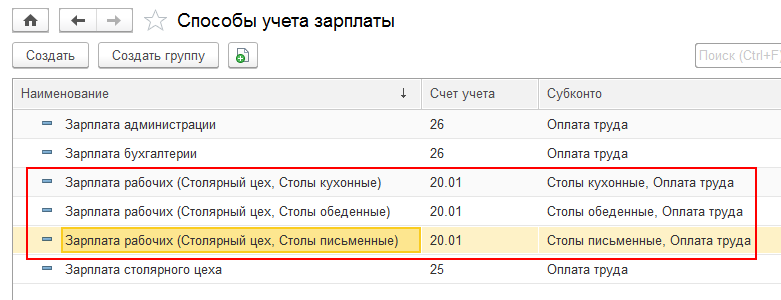 Способы учета зарплаты
Создать Создать группу Поиск (Ctrl+F
Наименование ↓ Счет учета Субконто
Зарплата администрации 26 Оплата труда
Зарплата бухгалтерии 26 Оплата труда
Зарплата рабочих (Столярный цех, Столы кухонные) 20.01 Столы кухонные, Оплата труда
Зарплата рабочих (Столярный цех, Столы обеденные) 20.01 Столы обеденные, Оплата труда
Зарплата рабочих (Столярный цех, Столы письменные) 20.01 Столы письменные, Оплата труда
Зарплата столярного цеха 25 Оплата труда